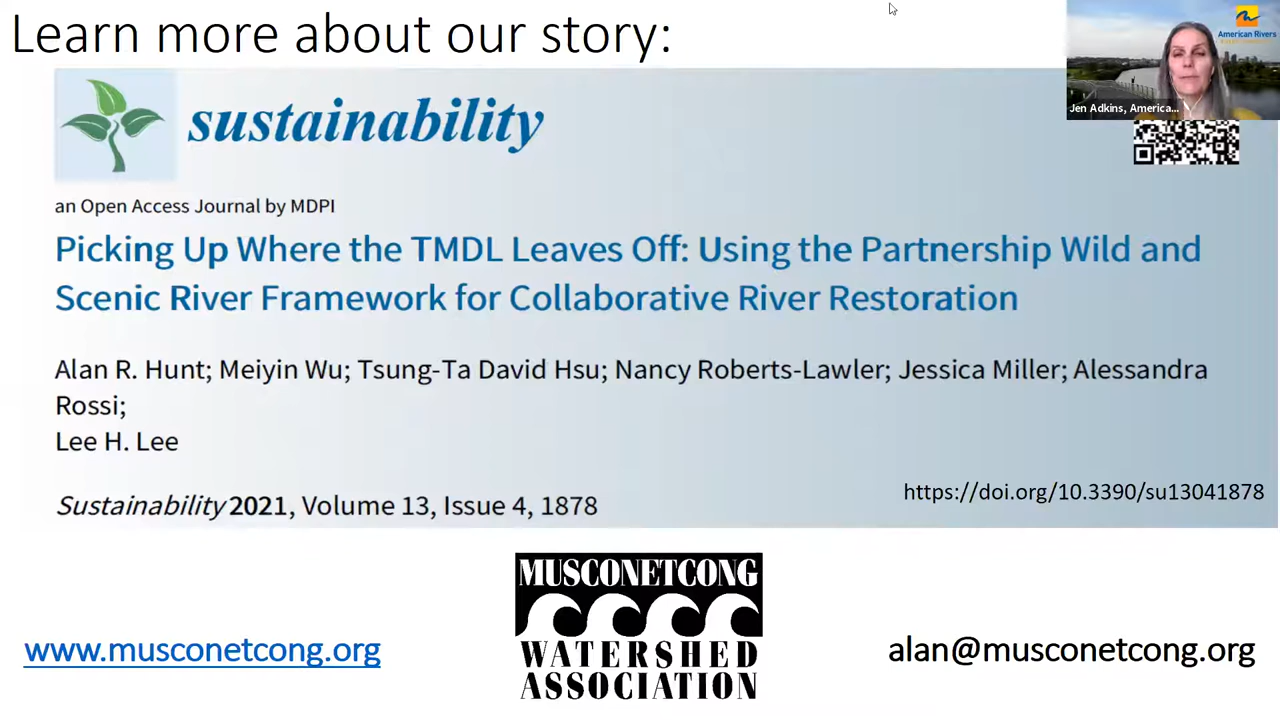 Learn more about our story:
American Rivers
Jen Adkins, America...
sustainability
an Open Access Journal by MDPI
Picking Up Where the TMDL Leaves Off: Using the Partnership Wild and
Scenic River Framework for Collaborative River Restoration
Alan R. Hunt; Meiyin Wu; Tsung-Ta David Hsu; Nancy Roberts-Lawler; Jessica Miller; Alessandra
Rossi;
Lee H. Lee
https://doi.org/10.3390/su13041878
Sustainability 2021, Volume 13, Issue 4, 1878
MUSCONETCONG
WATERSHED
ASSOCIATION
www.musconetcong.org
alan@musconetcong.org